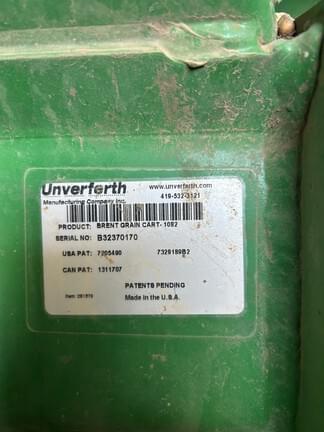 Unverferth
www.unverferth.com
Manufacturing Company Inc.
419-532-3121
PRODUCT: BRENT GRAIN CART- 1082
SERIAL NO: B32370170
USA PAT: 7205490 7329189B2
CAN PAT: 1311707
PATENTS PENDING
Made in the U.S.A.